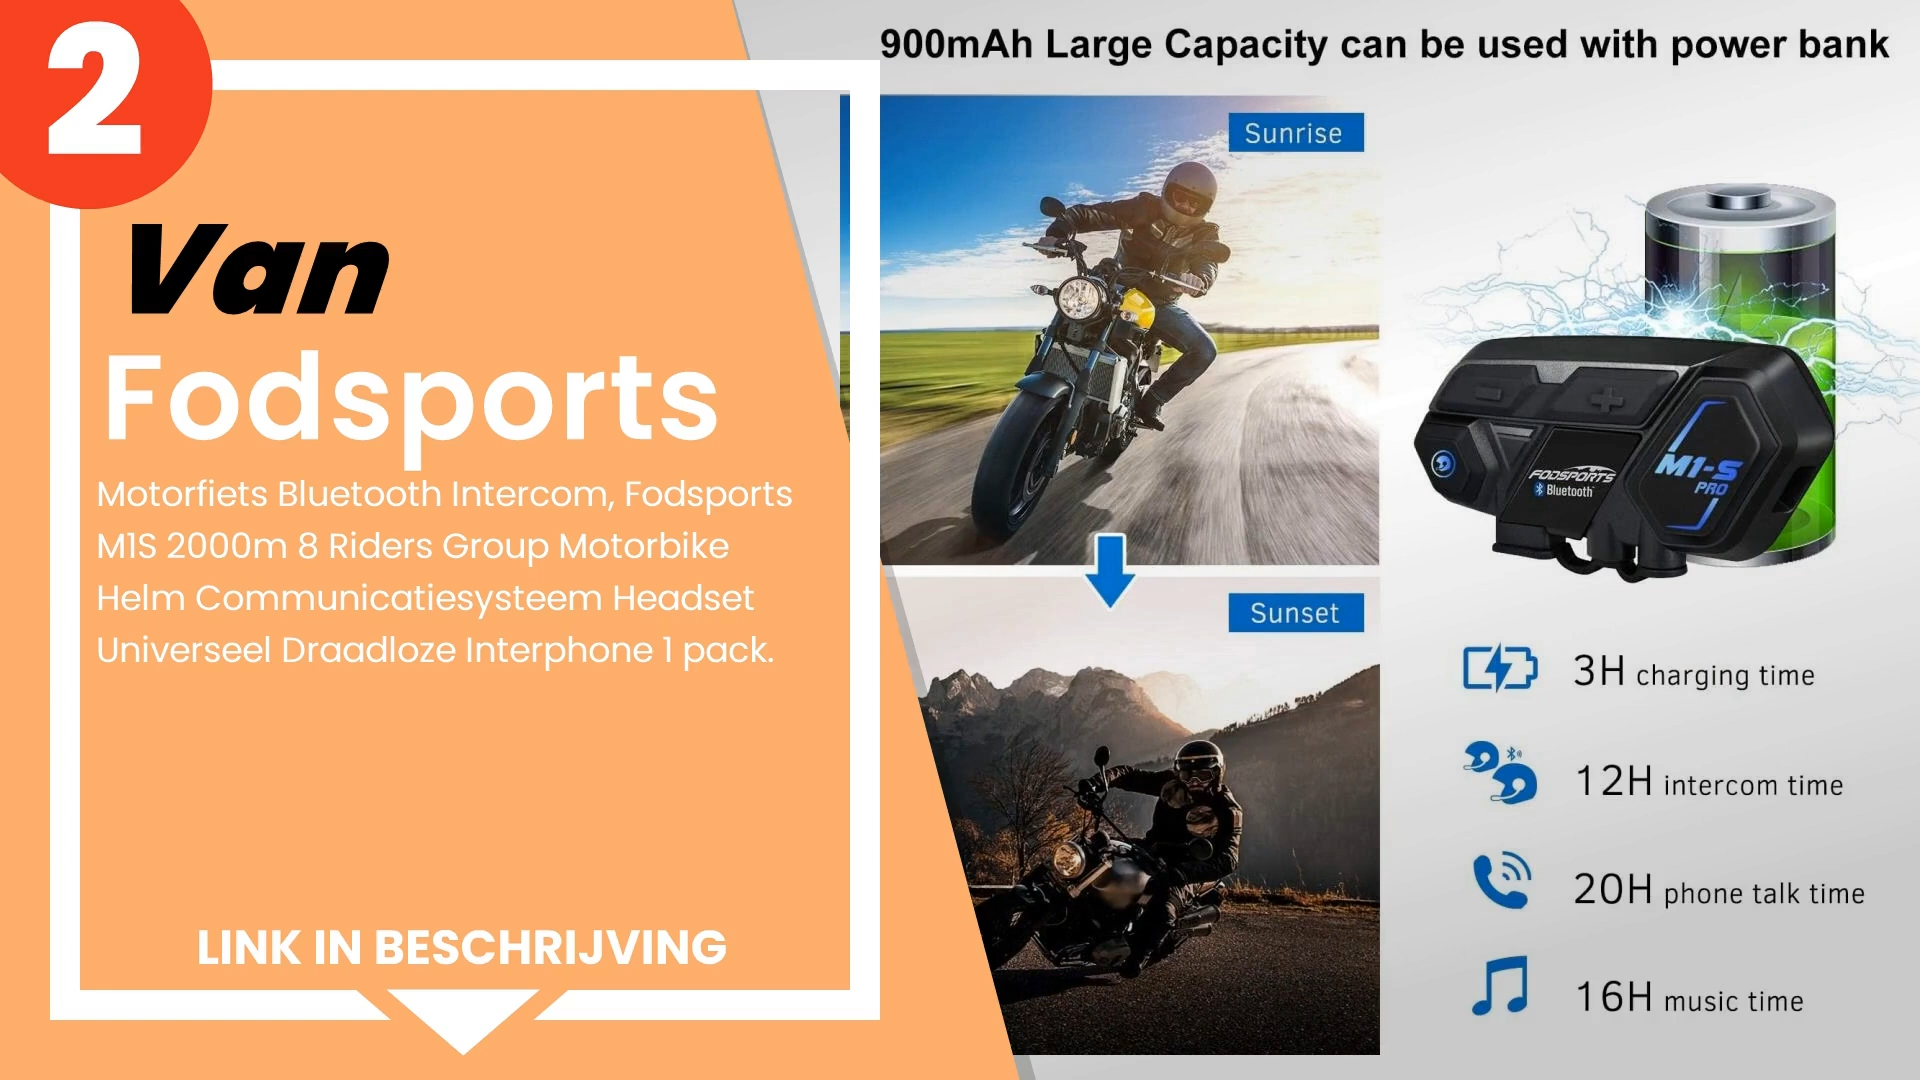 2
Van
Fodsports
Motorfiets Bluetooth Intercom, Fodsports
M1S 2000m 8 Riders Group Motorbike
Helm Communicatiesysteem Headset
Universeel Draadloze Interphone 1 pack.
LINK IN BESCHRIJVING
900mAh Large Capacity can be used with power bank
Sunrise
Sunset
FODSPORTS
Bluetooth
M1-S
PRO
3H charging time
12H intercom time
20H phone talk time
16H music time